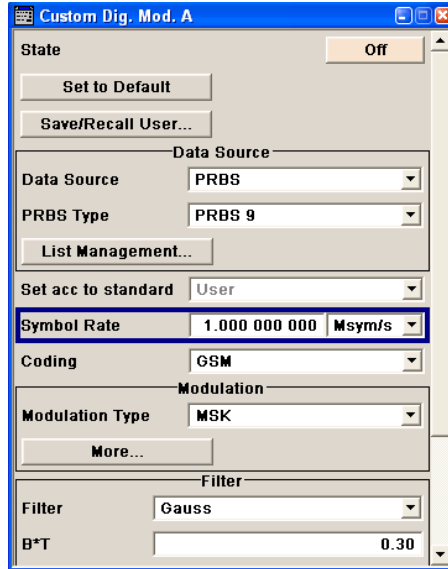 Custom Dig. Mod. A
State Off
Set to Default
Save/Recall User...
Data Source
Data Source PRBS
PRBS Type PRBS 9
List Management...
Set acc to standard User
Symbol Rate 1.000 000 000 Msym/s
Coding GSM
Modulation
Modulation Type MSK
More...
Filter
Filter Gauss
B*T 0.30